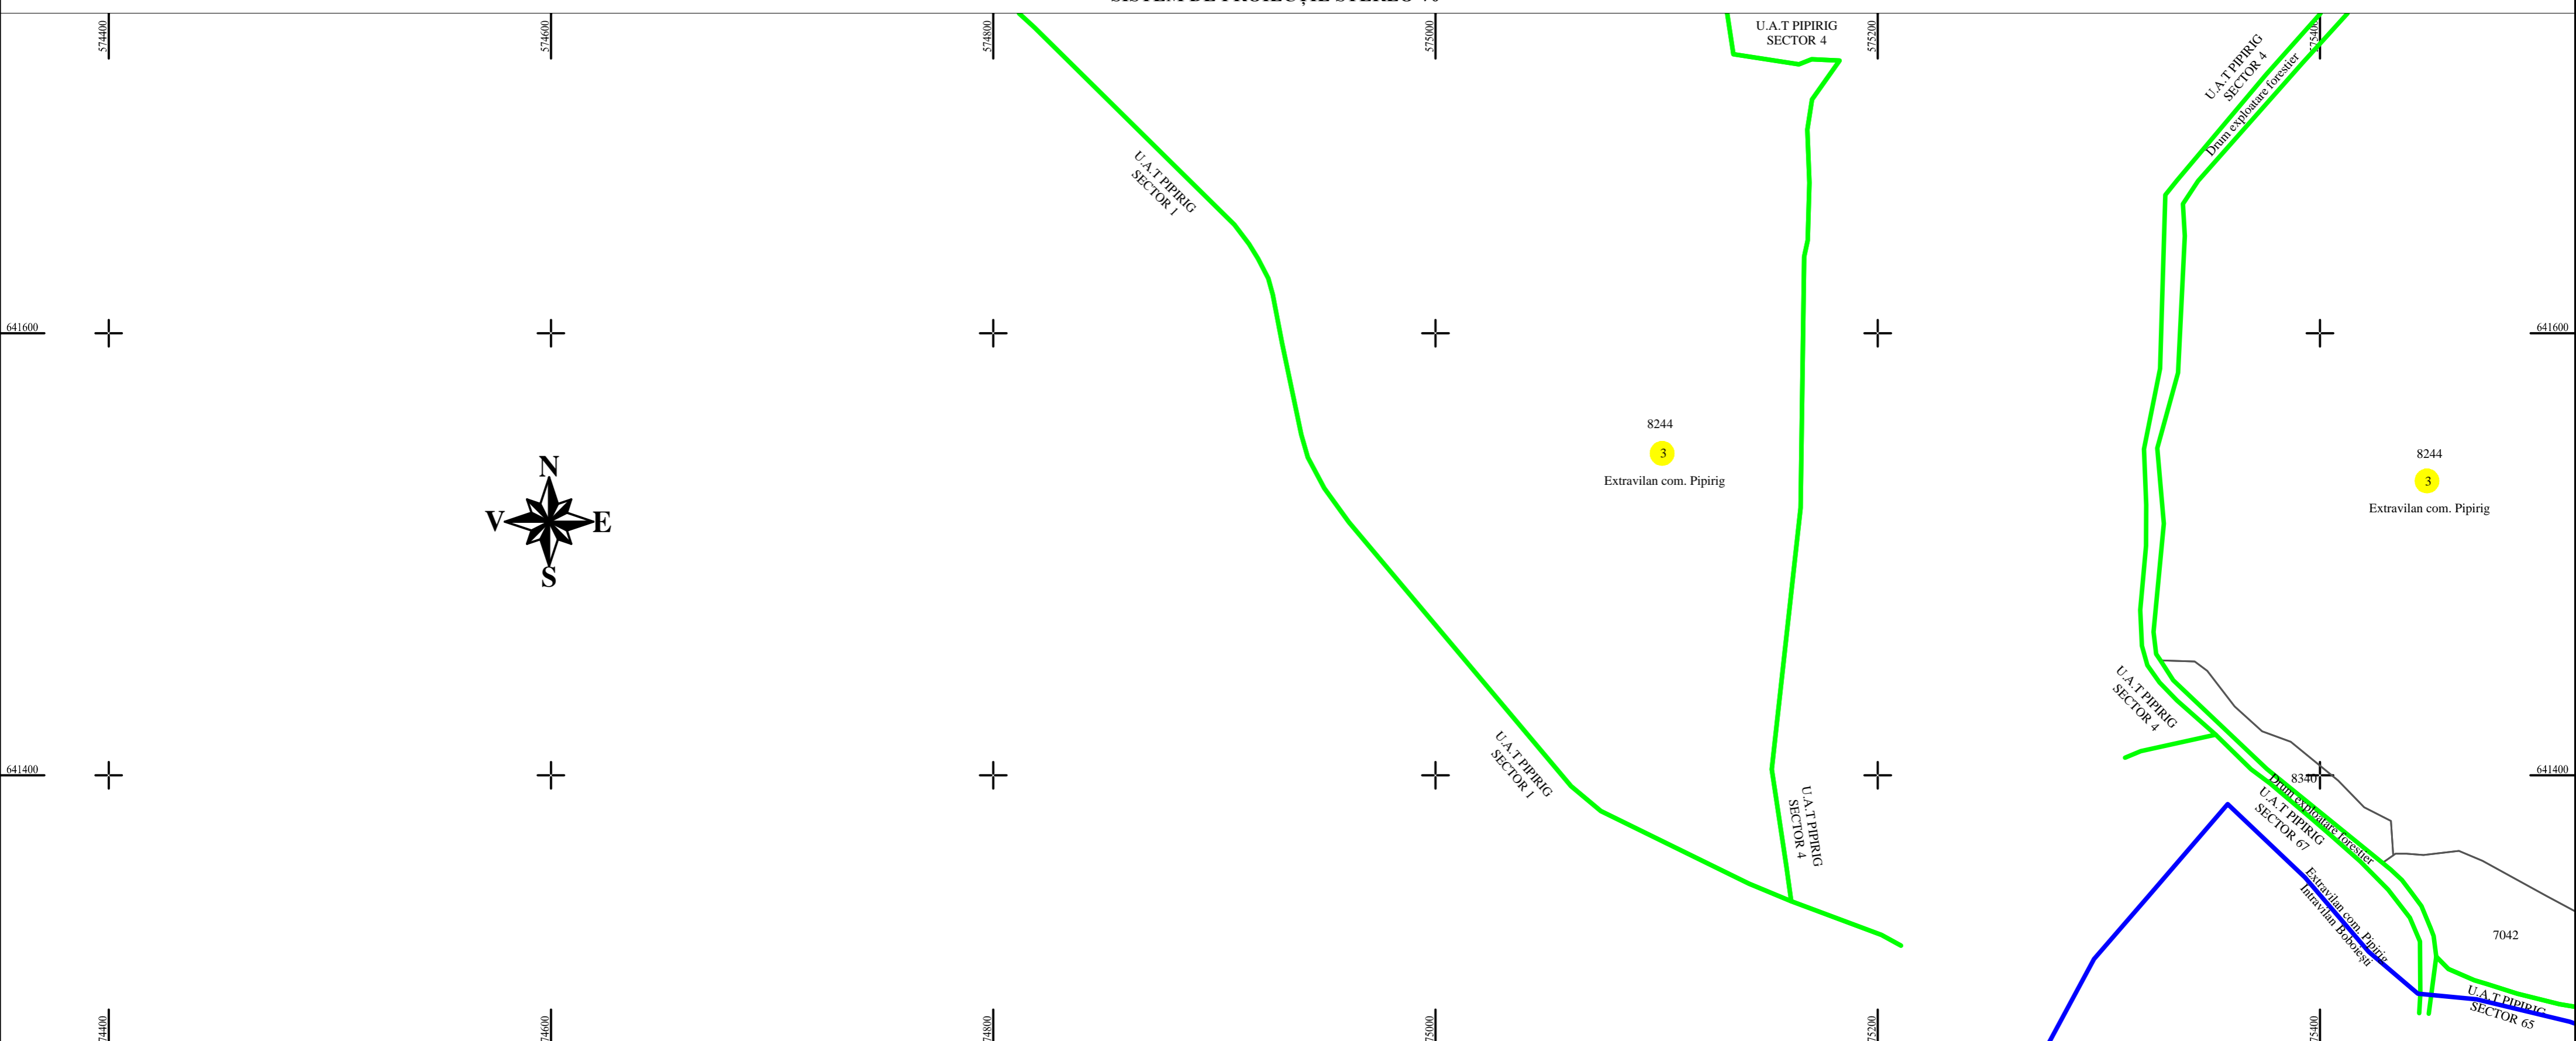 574400
574600
574800
575000
575200
575400
U.A.T PIPIRIG
SECTOR 4
U.A.T PIPIRIG
SECTOR 4
Drum exploatare forestier
U.A.T PIPIRIG
SECTOR 1
641600
641600
8244
3
Extravilan com. Pipirig
8244
3
Extravilan com. Pipirig
N
V
E
S
U.A.T PIPIRIG
SECTOR 4
U.A.T PIPIRIG
SECTOR 1
641400
641400
8340
Drum exploatare forestier
U.A.T PIPIRIG
SECTOR 67
U.A.T PIPIRIG
SECTOR 4
Extravilan com. Pipirig
Intravilan Boboiești
7042
U.A.T PIPIRIG
SECTOR 65